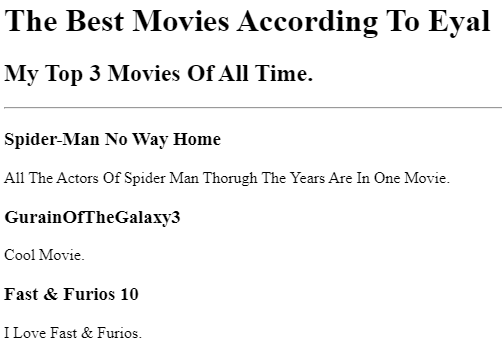 The Best Movies According To Eyal
My Top 3 Movies Of All Time.
Spider-Man No Way Home
All The Actors Of Spider Man Thorugh The Years Are In One Movie.
GurainOfTheGalaxy3
Cool Movie.
Fast & Furios 10
I Love Fast & Furios.